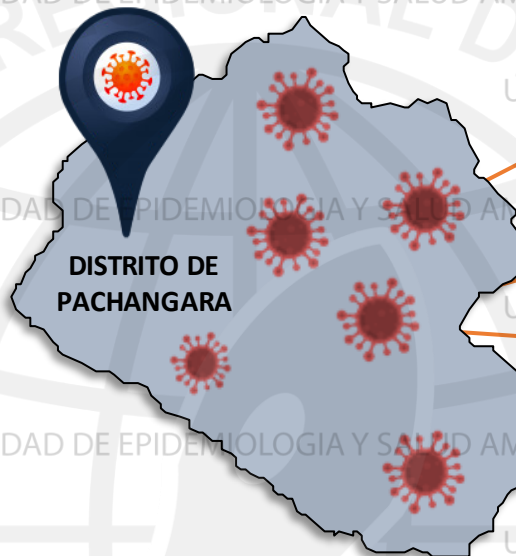 DAD DE EPIDEMIOLOGIA Y SALUD AM
DISTRITO DE
PACHANGARA
DAD DE EPIDEMIOLOGIA Y SALUD AM